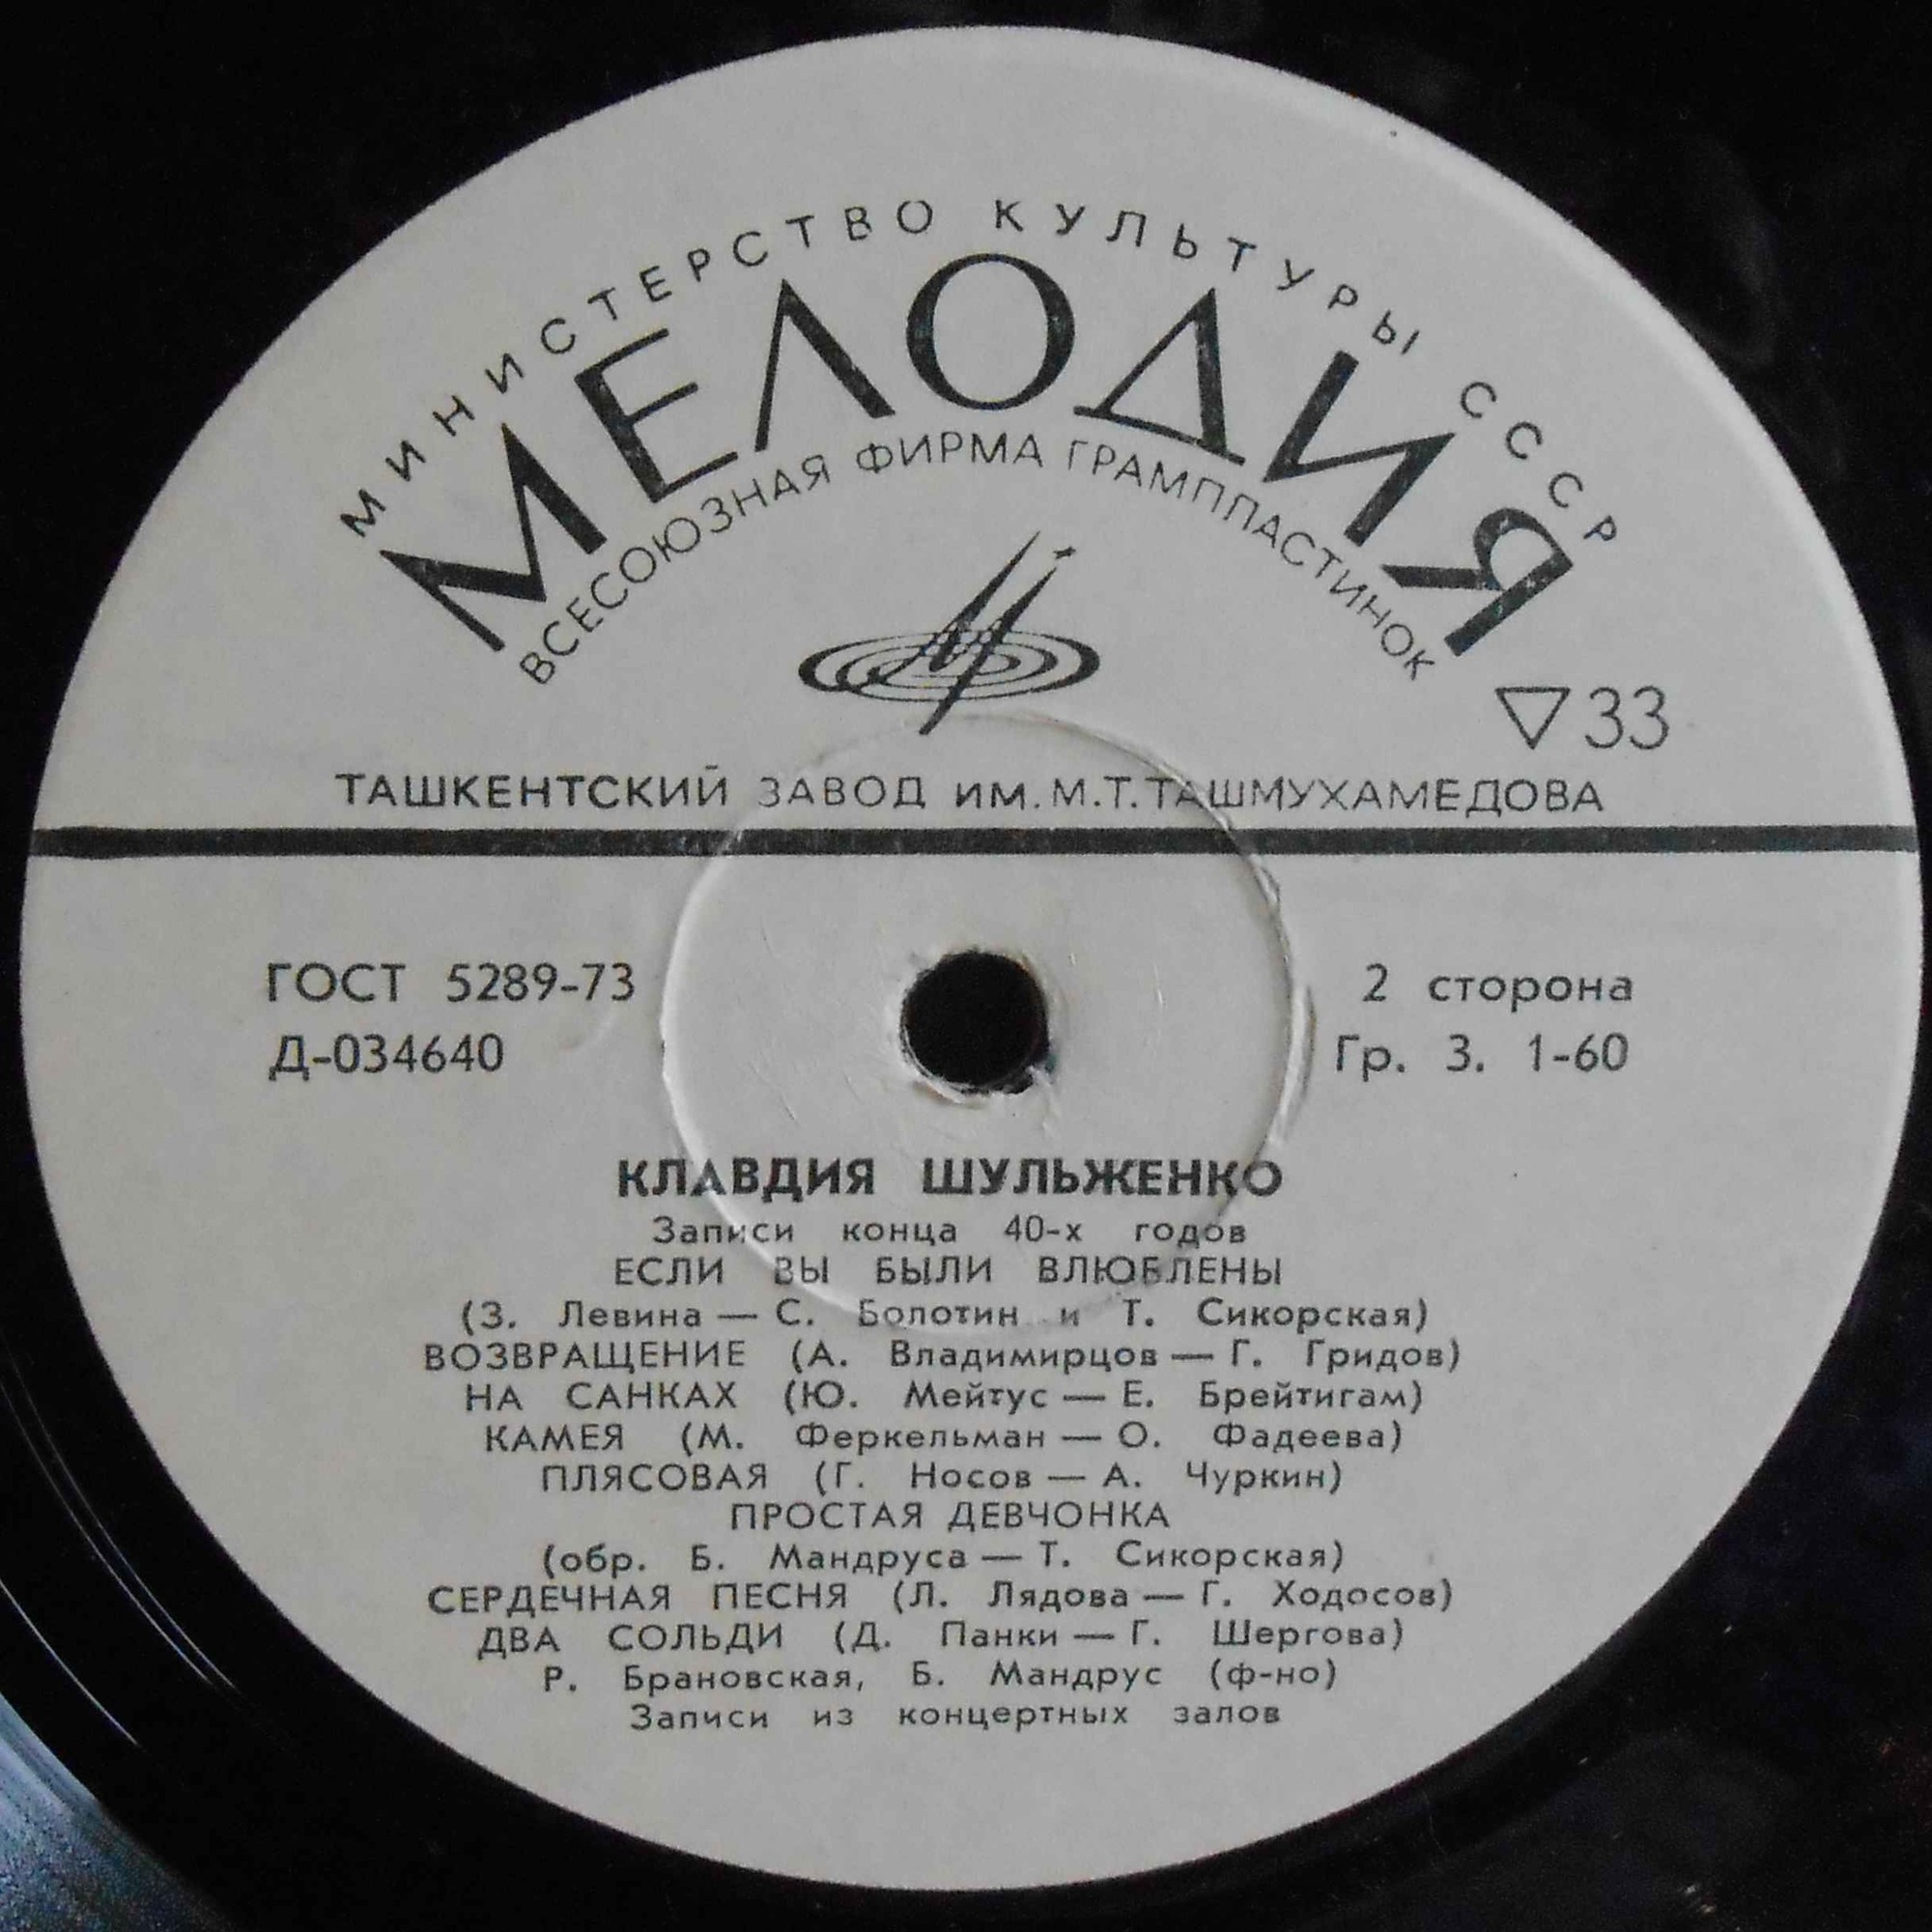 МИНИСТЕРСТВО КУЛЬТУРЫ СССР
МЕЛОДИЯ
ВСЕСОЮЗНАЯ ФИРМА ГРАМПЛАСТИНОК
33
ТАШКЕНТСКИЙ ЗАВОД ИМ. М.Т.ТАШМУХАМЕДОВА
ГОСТ 5289-73
2 сторона
Д-034640
Гр. 3. 1-60
КЛАВДИЯ ШУЛЬЖЕНКО
Записи конца 40-х годов
ЕСЛИ ВЫ БЫЛИ ВЛЮБЛЕНЫ
(З. Левина — С. Болотин и Т. Сикорская)
ВОЗВРАЩЕНИЕ (А. Владимирцов — Г. Гридов)
НА САНКАХ (Ю. Мейтус — Е. Брейтигам)
КАМЕЯ (М. Феркельман — О. Фадеева)
ПЛЯСОВАЯ (Г. Носов — А. Чуркин)
ПРОСТАЯ ДЕВЧОНКА
(обр. Б. Мандруса — Т. Сикорская)
СЕРДЕЧНАЯ ПЕСНЯ (Л. Лядова — Г. Ходосов)
ДВА СОЛЬДИ (Д. Панки — Г. Шергова)
Р. Брановская, Б. Мандрус (ф-но)
Записи из концертных залов